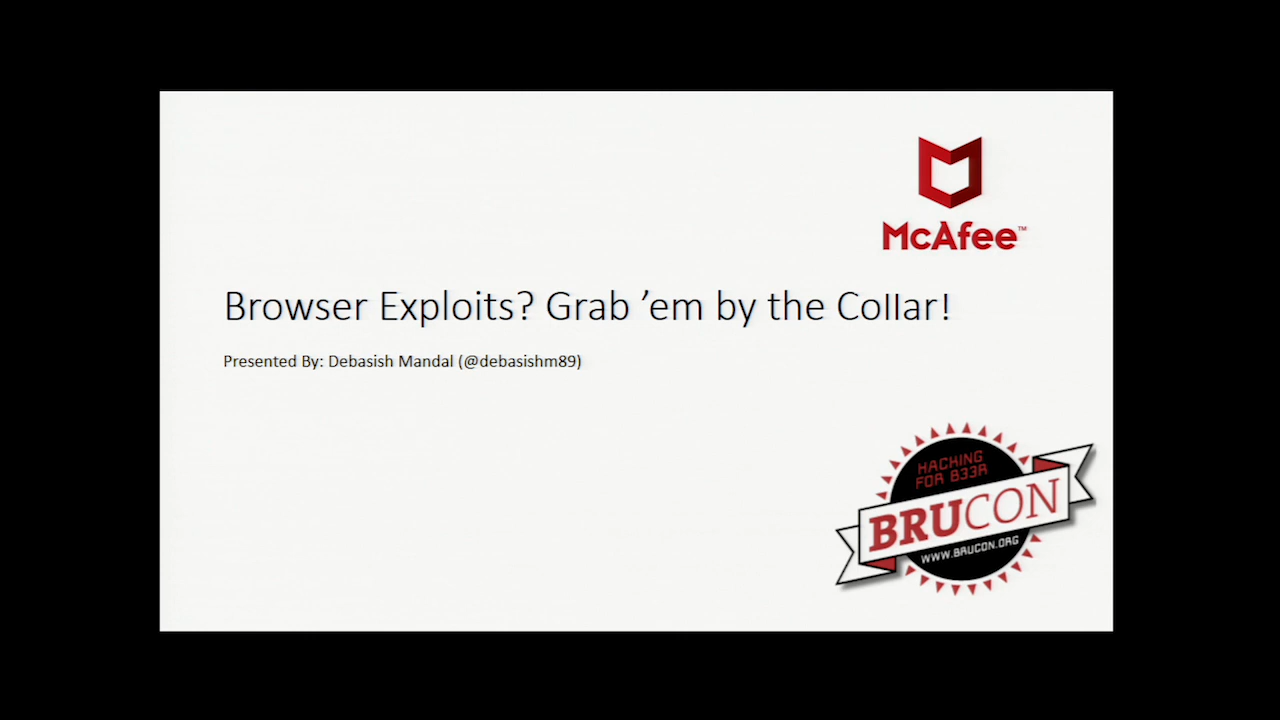 McAfee™
Browser Exploits? Grab ’em by the Collar!
Presented By: Debasish Mandal (@debasishm89)
HACKING
FOR B33R
BRUCON
WWW.BRUCON.ORG